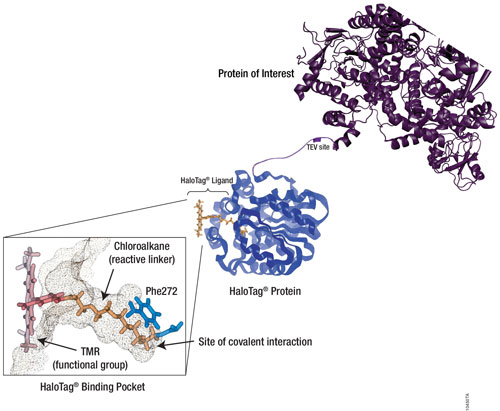 Protein of Interest
TEV site
HaloTag® Ligand
HaloTag® Protein
Chloroalkane
(reactive linker)
Phe272
Site of covalent interaction
TMR
(functional group)
HaloTag® Binding Pocket